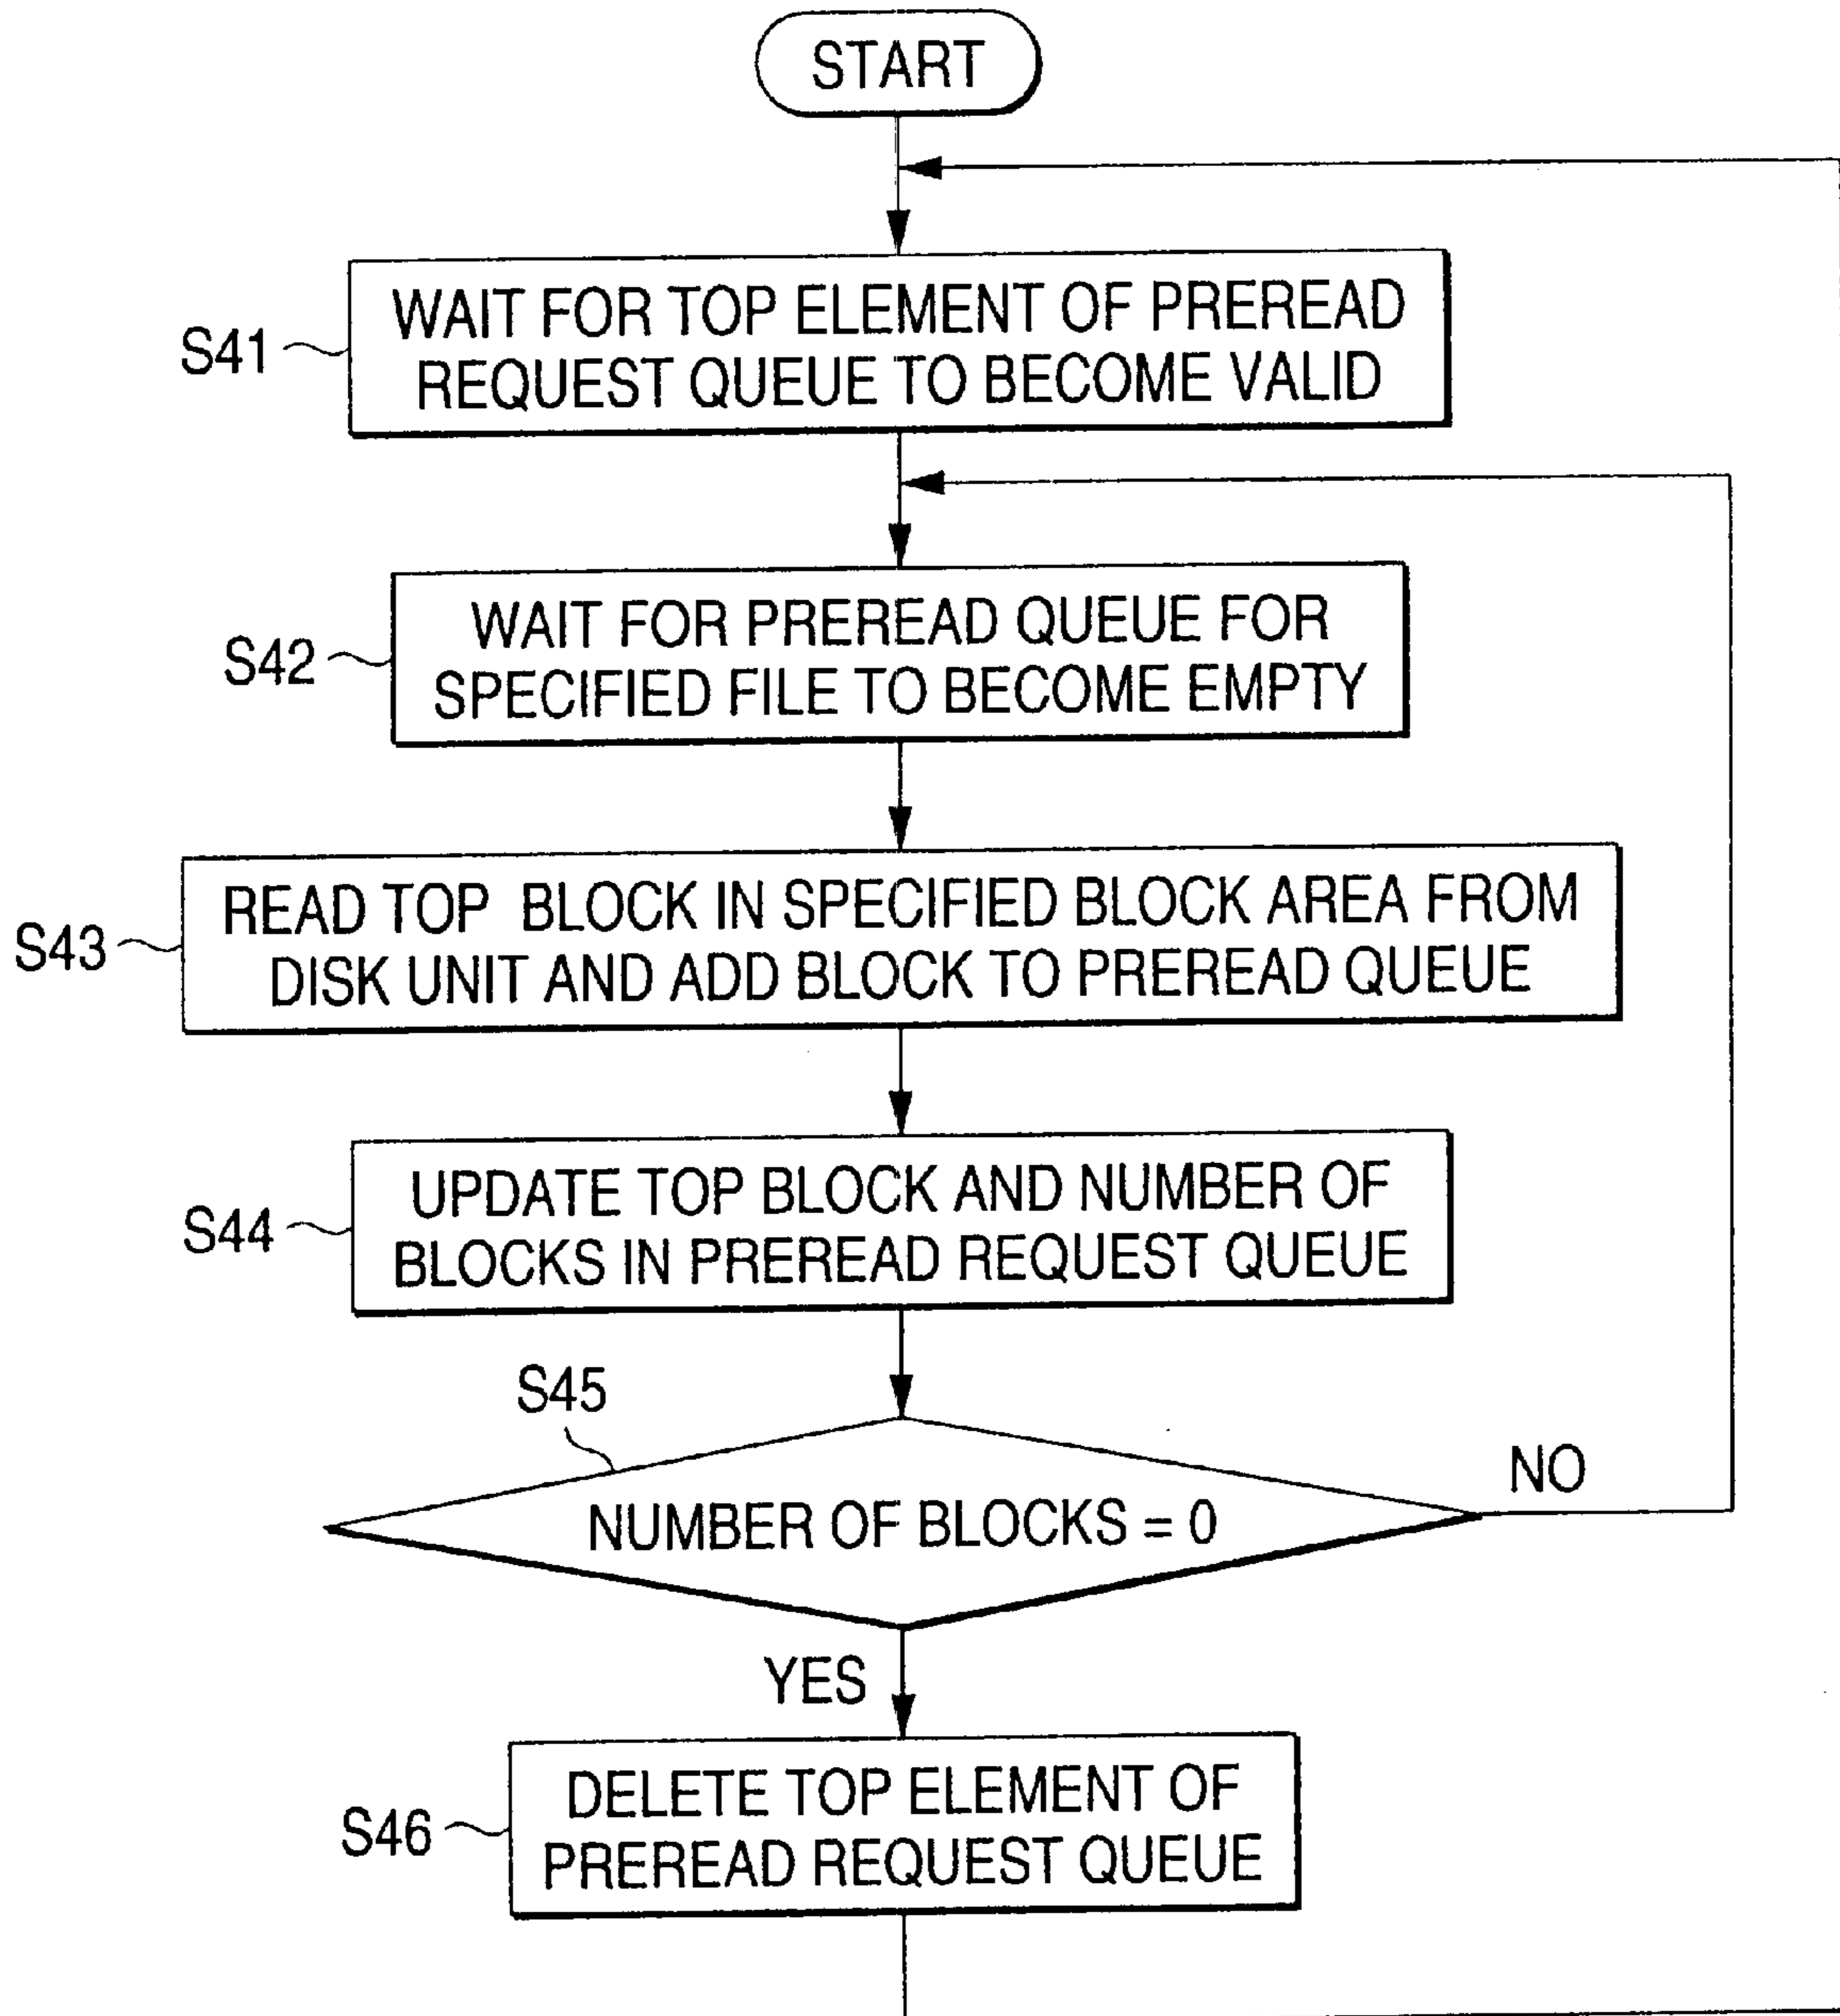 START
S41
WAIT FOR TOP ELEMENT OF PREREAD
REQUEST QUEUE TO BECOME VALID
S42
WAIT FOR PREREAD QUEUE FOR
SPECIFIED FILE TO BECOME EMPTY
S43
READ TOP BLOCK IN SPECIFIED BLOCK AREA FROM
DISK UNIT AND ADD BLOCK TO PREREAD QUEUE
S44
UPDATE TOP BLOCK AND NUMBER OF
BLOCKS IN PREREAD REQUEST QUEUE
S45
NUMBER OF BLOCKS = 0
NO
YES
S46
DELETE TOP ELEMENT OF
PREREAD REQUEST QUEUE